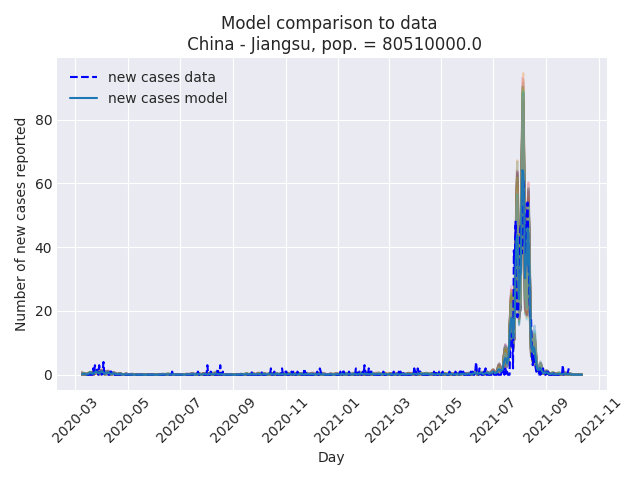 Model comparison to data
China - Jiangsu, pop. = 80510000.0
new cases data
new cases model
Number of new cases reported
80
60
40
20
0
2020-03
2020-05
2020-07
2020-09
2020-11
2021-01
2021-03
2021-05
2021-07
2021-09
2021-11
Day